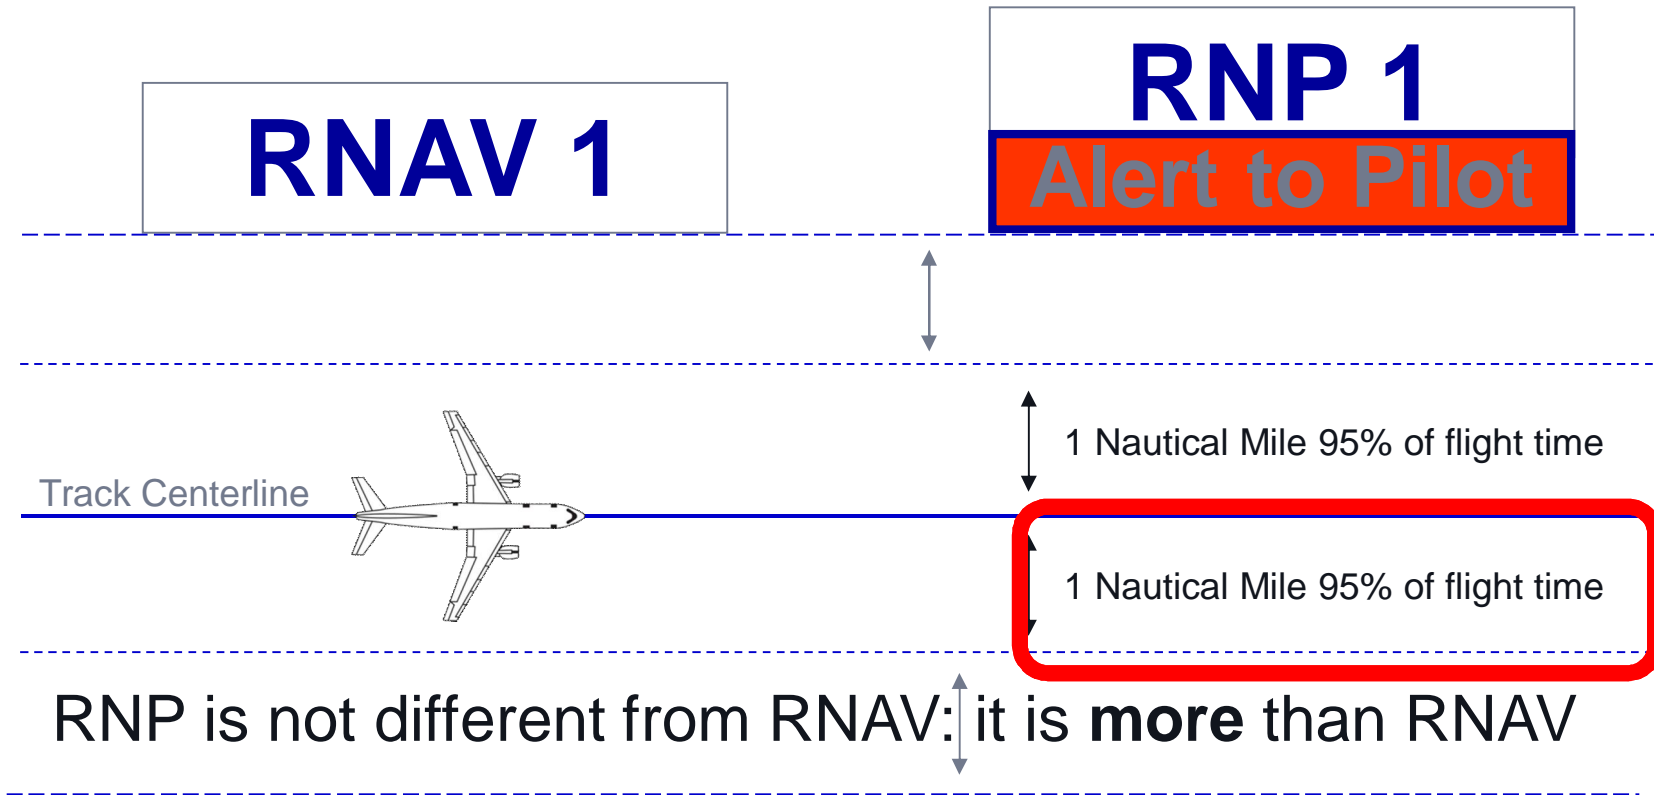 RNAV 1
RNP 1
Alert to Pilot
1 Nautical Mile 95% of flight time
Track Centerline
1 Nautical Mile 95% of flight time
RNP is not different from RNAV: it is more than RNAV